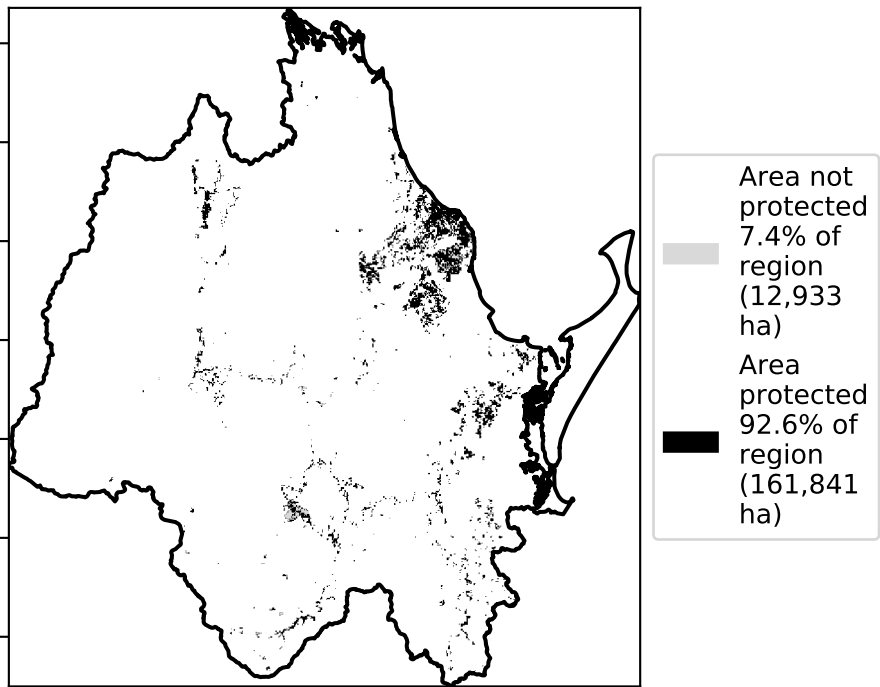 Area not
protected
7.4% of
region
(12,933
ha)
Area
protected
92.6% of
region
(161,841
ha)